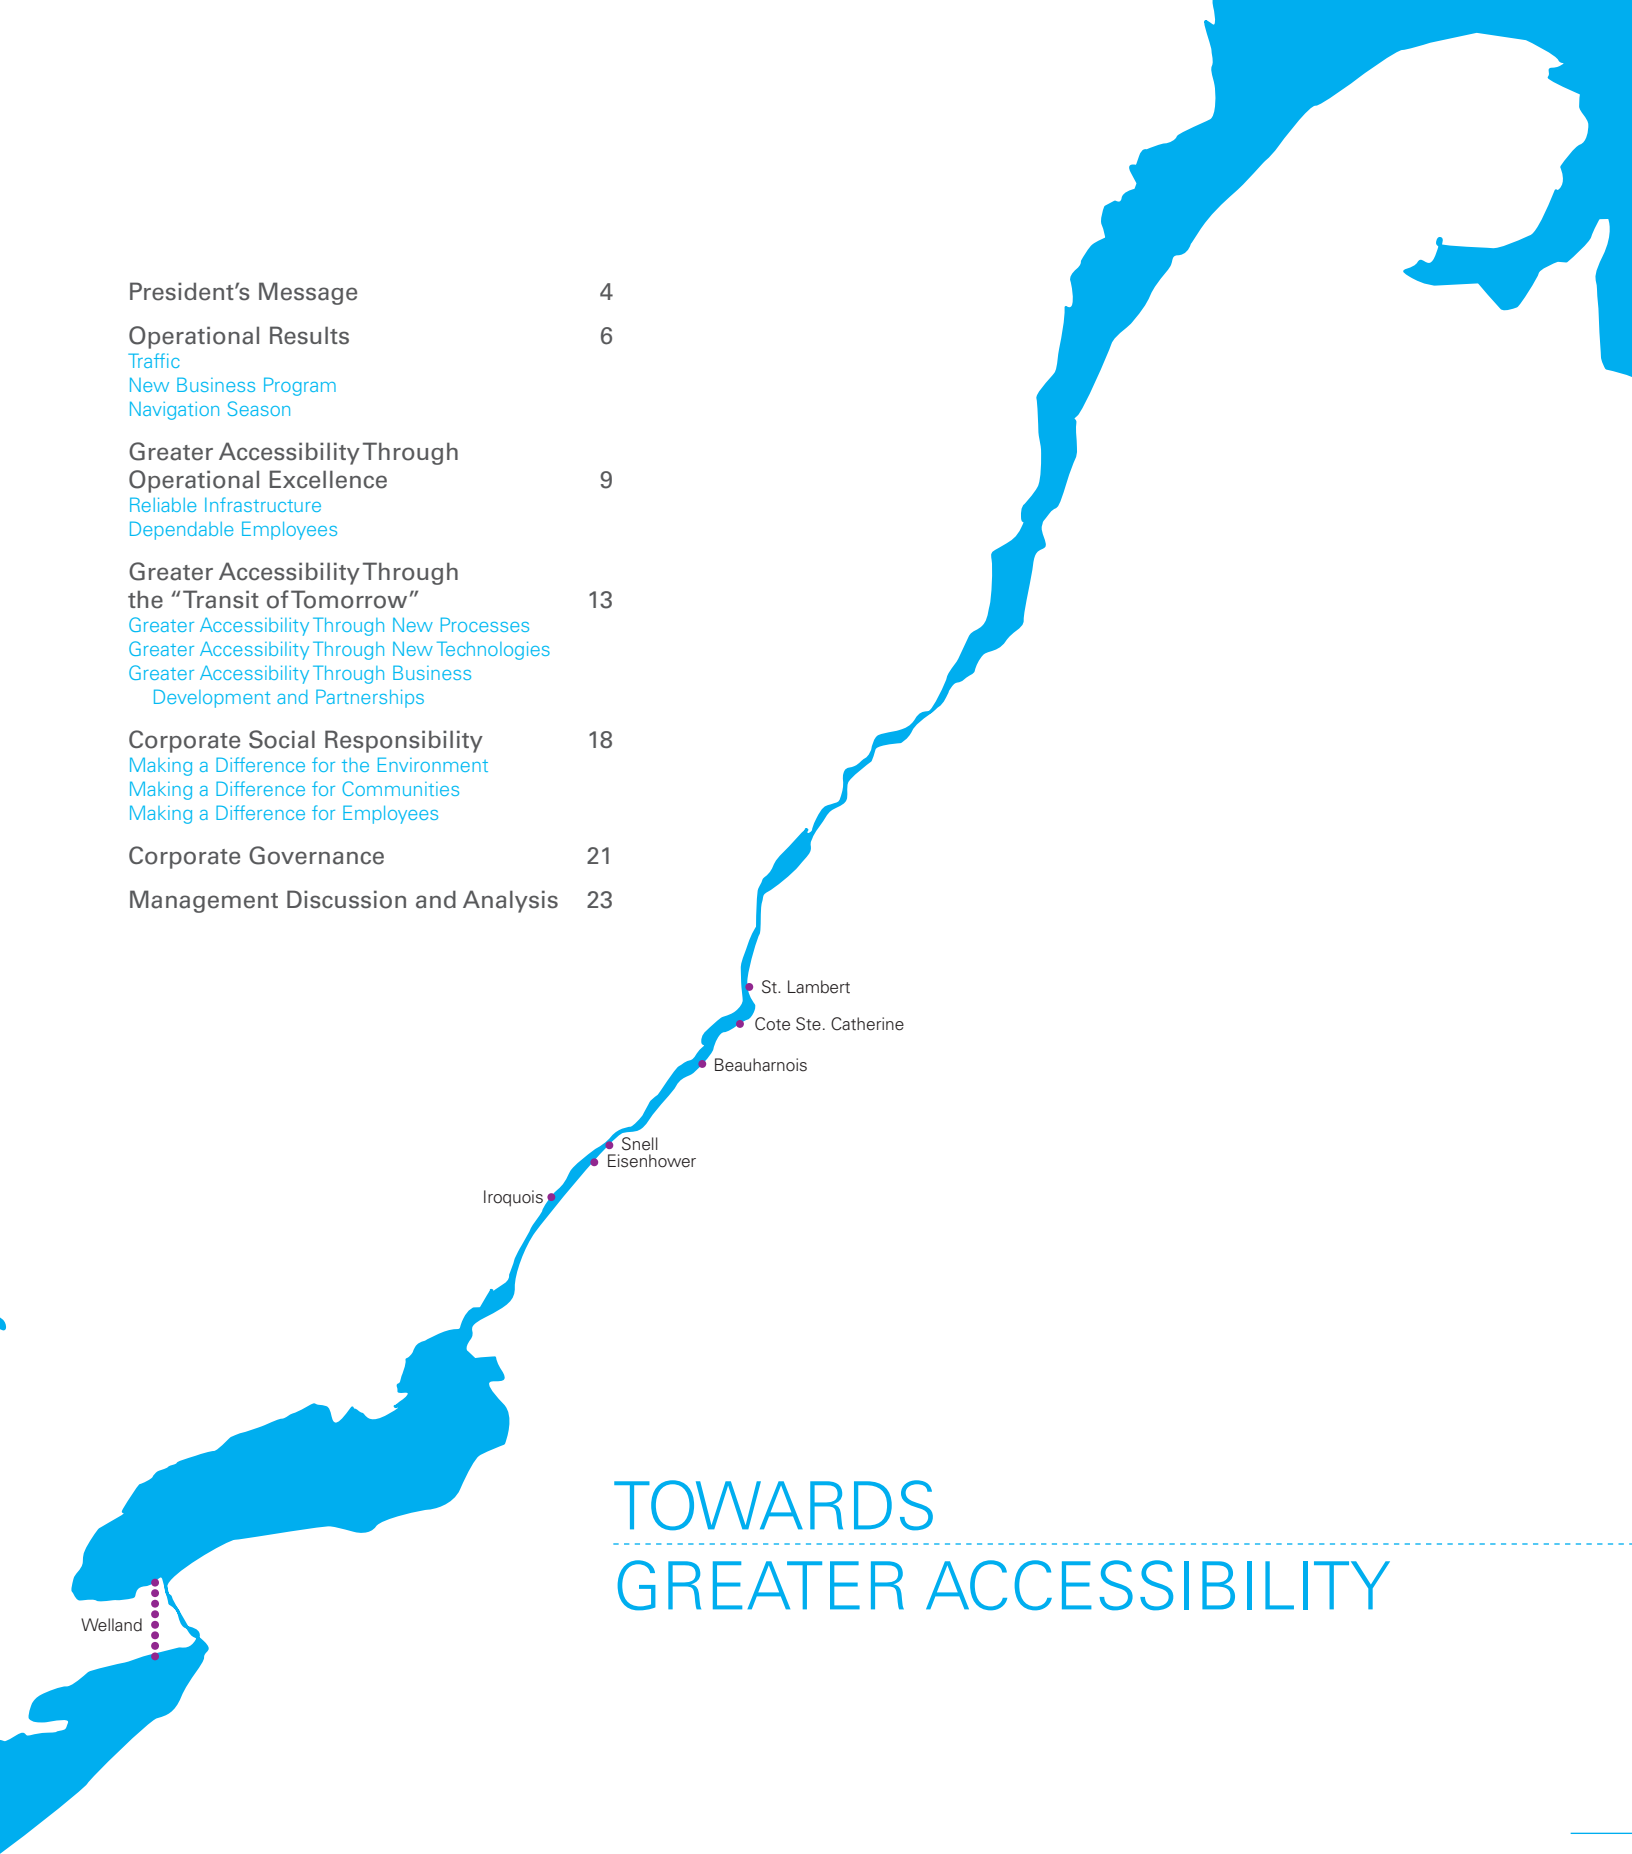 President’s Message 4
Operational Results 6
Traffic
New Business Program
Navigation Season
Greater Accessibility Through
Operational Excellence 9
Reliable Infrastructure
Dependable Employees
Greater Accessibility Through
the “Transit of Tomorrow” 13
Greater Accessibility Through New Processes
Greater Accessibility Through New Technologies
Greater Accessibility Through Business
Development and Partnerships
Corporate Social Responsibility 18
Making a Difference for the Environment
Making a Difference for Communities
Making a Difference for Employees
Corporate Governance 21
Management Discussion and Analysis 23
St. Lambert
Cote Ste. Catherine
Beauharnois
Snell
Eisenhower
Iroquois
TOWARDS
GREATER ACCESSIBILITY
Welland